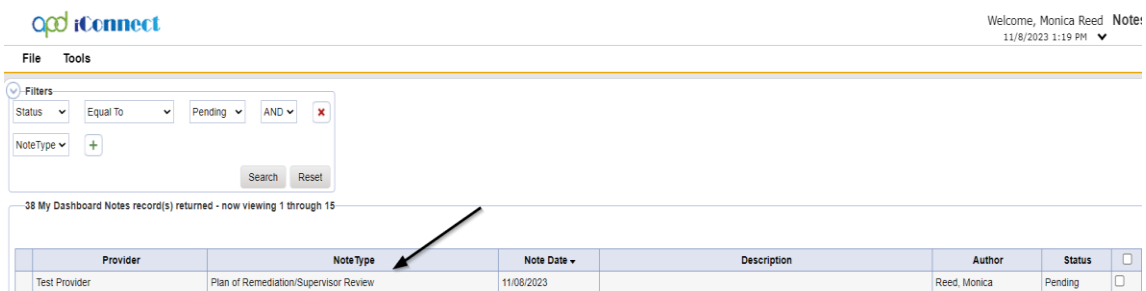 apd iConnect
Welcome, Monica Reed Notes
11/8/2023 1:19 PM
File Tools
Filters
Status Equal To Pending AND
NoteType
Search Reset
38 My Dashboard Notes record(s) returned - now viewing 1 through 15
Provider NoteType Note Date Description Author Status
Test Provider Plan of Remediation/Supervisor Review 11/08/2023 Reed, Monica Pending